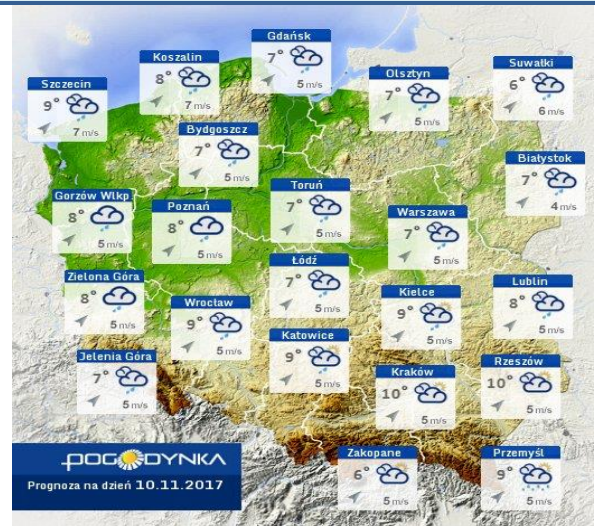 Gdańsk
7° 5 m/s
Koszalin
8° 7 m/s
Suwałki
6° 6 m/s
Olsztyn
7° 5 m/s
Szczecin
9° 7 m/s
Bydgoszcz
7° 5 m/s
Białystok
7° 4 m/s
Toruń
7° 5 m/s
Gorzów Wlkp
8° 5 m/s
Poznań
8° 5 m/s
Warszawa
7° 5 m/s
Łódź
7° 5 m/s
Zielona Góra
8° 5 m/s
Lublin
8° 5 m/s
Kielce
9° 5 m/s
Wrocław
9° 5 m/s
Katowice
9° 5 m/s
Jelenia Góra
7° 5 m/s
Rzeszów
10° 5 m/s
Kraków
10° 5 m/s
Zakopane
6° 5 m/s
Przemyśl
9° 5 m/s
POGODYNKA
Prognoza na dzień 10.11.2017